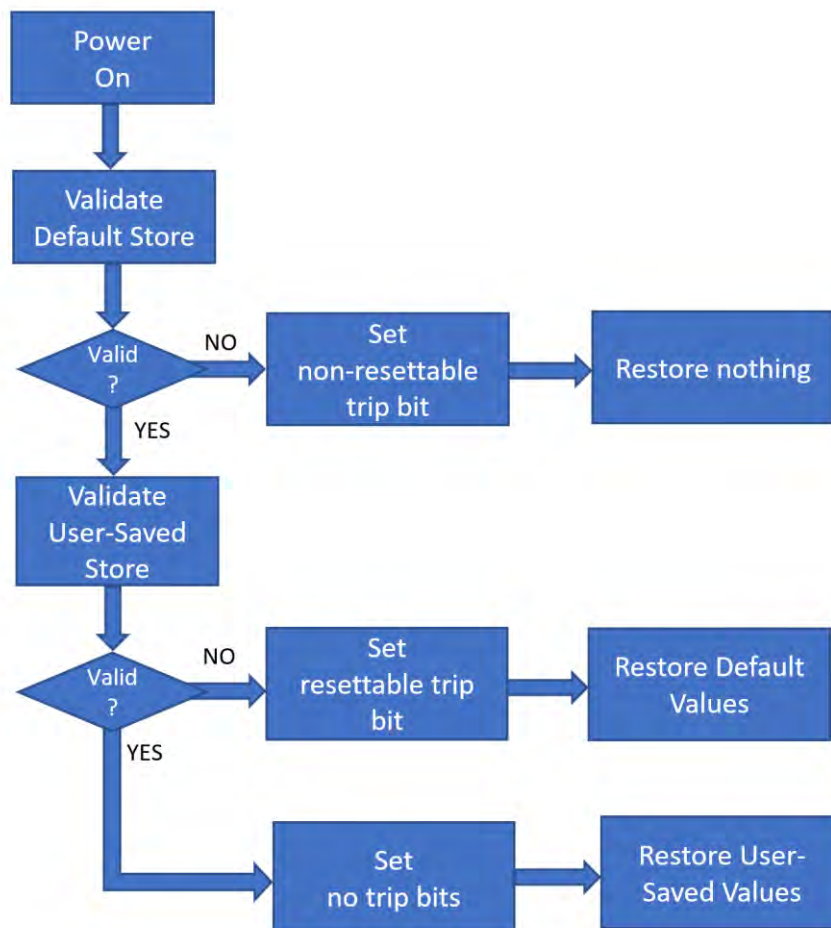 Power
On
Validate
Default Store
Valid
?
NO
Set
non-resettable
trip bit
Restore nothing
YES
Validate
User-Saved
Store
Valid
?
NO
Set
resettable trip
bit
Restore Default
Values
YES
Set
no trip bits
Restore User-
Saved Values